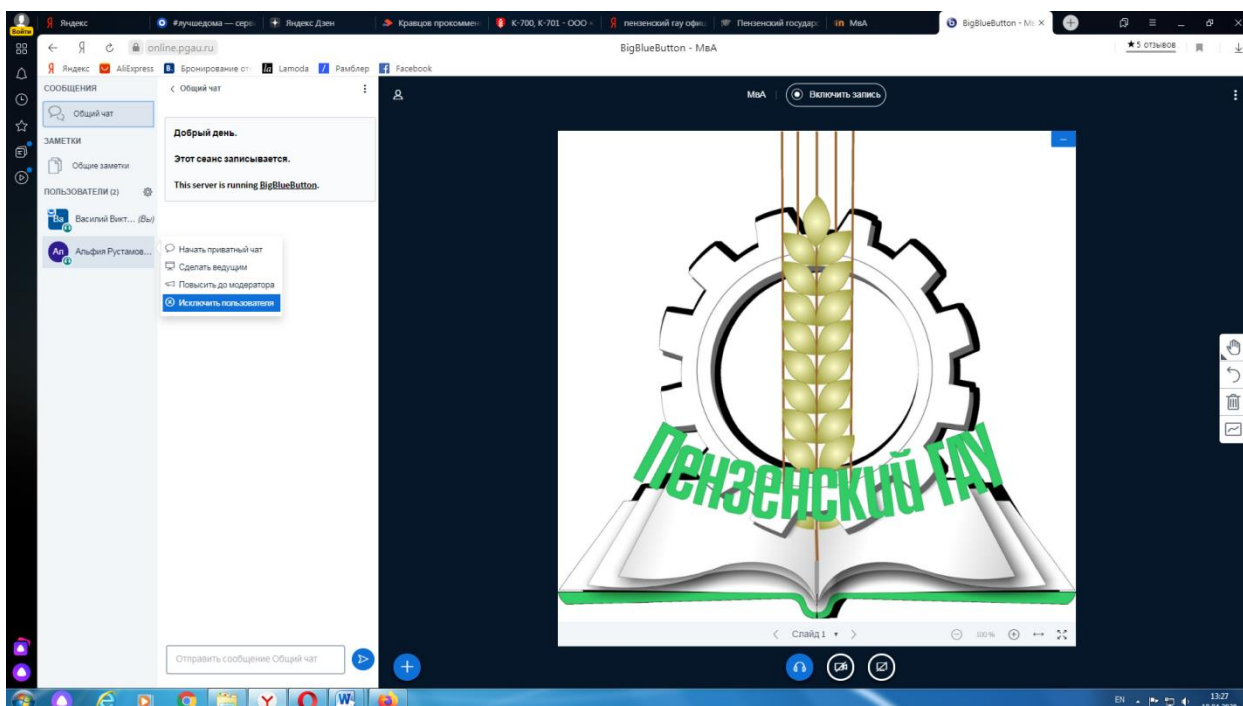 Войти
Яндекс
#лучшедома — серв
Яндекс Дзен
Кравцов прокоммен
К-700, К-701 - ООО «
пензенский гау офиц
Пензенский государс
МвА
BigBlueButton - Мв
online.pgau.ru
BigBlueButton - МвА
★5 отзывов
Яндекс
AliExpress
Бронирование от
Lamoda
Рамблер
Facebook
СООБЩЕНИЯ
Общий чат
ЗАМЕТКИ
Общие заметки
ПОЛЬЗОВАТЕЛИ (2)
Ва
Василий Викт... (Вы)
Ал
Альфия Рустамов...
Общий чат
Добрый день.
Этот сеанс записывается.
This server is running BigBlueButton.
Начать приватный чат
Сделать ведущим
Повысить до модератора
Исключить пользователя
Отправить сообщение Общий чат
МвА
Включить запись
Пензенский ГАУ
Слайд 1
100%
EN
13:27